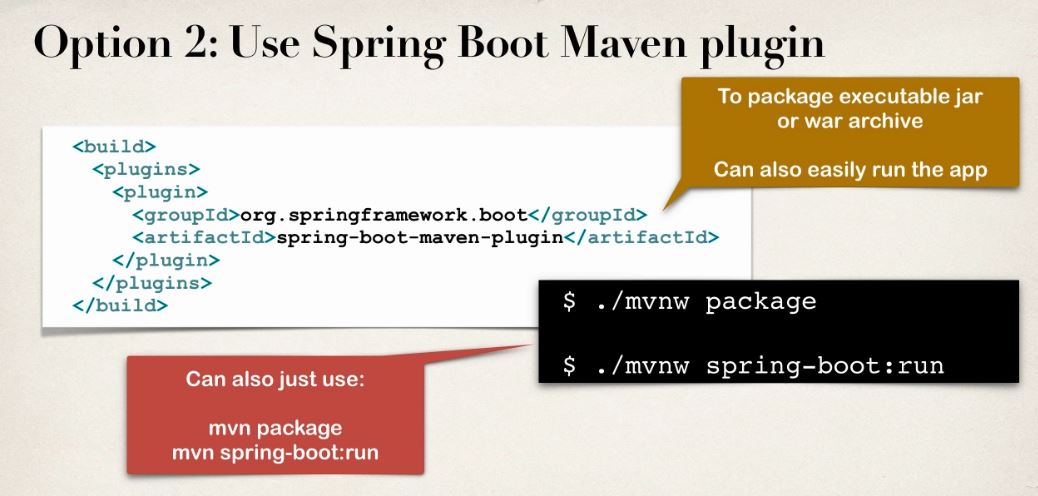 Option 2: Use Spring Boot Maven plugin
To package executable jar
or war archive
Can also easily run the app
<build>
<plugins>
<plugin>
<groupId>org.springframework.boot</groupId>
<artifactId>spring-boot-maven-plugin</artifactId>
</plugin>
</plugins>
</build>
$ ./mvnw package
$ ./mvnw spring-boot:run
Can also just use:
mvn package
mvn spring-boot:run